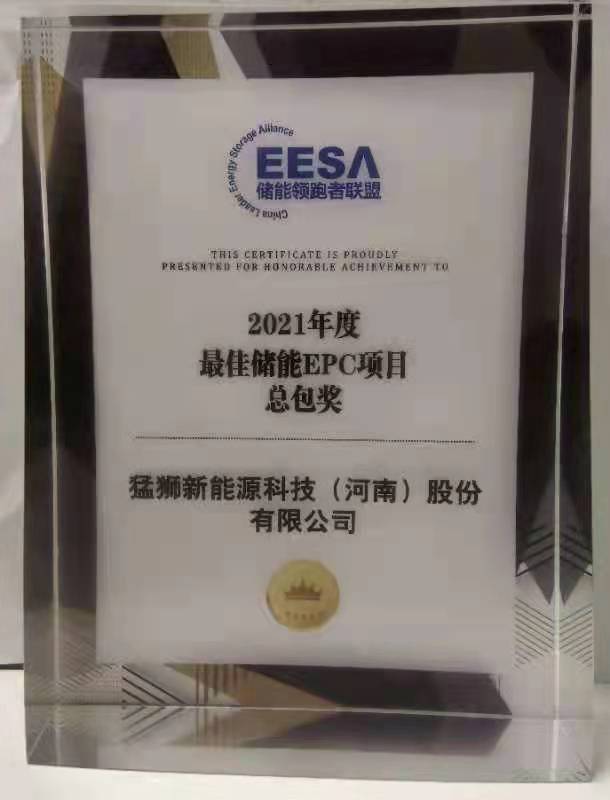 China Leader Energy Storage Alliance
EESA
储能领跑者联盟
THIS CERTIFICATE IS PROUDLY
PRESENTED FOR HONORABLE ACHIEVEMENT TO
2021年度
最佳储能EPC项目
总包奖
猛狮新能源科技（河南）股份
有限公司